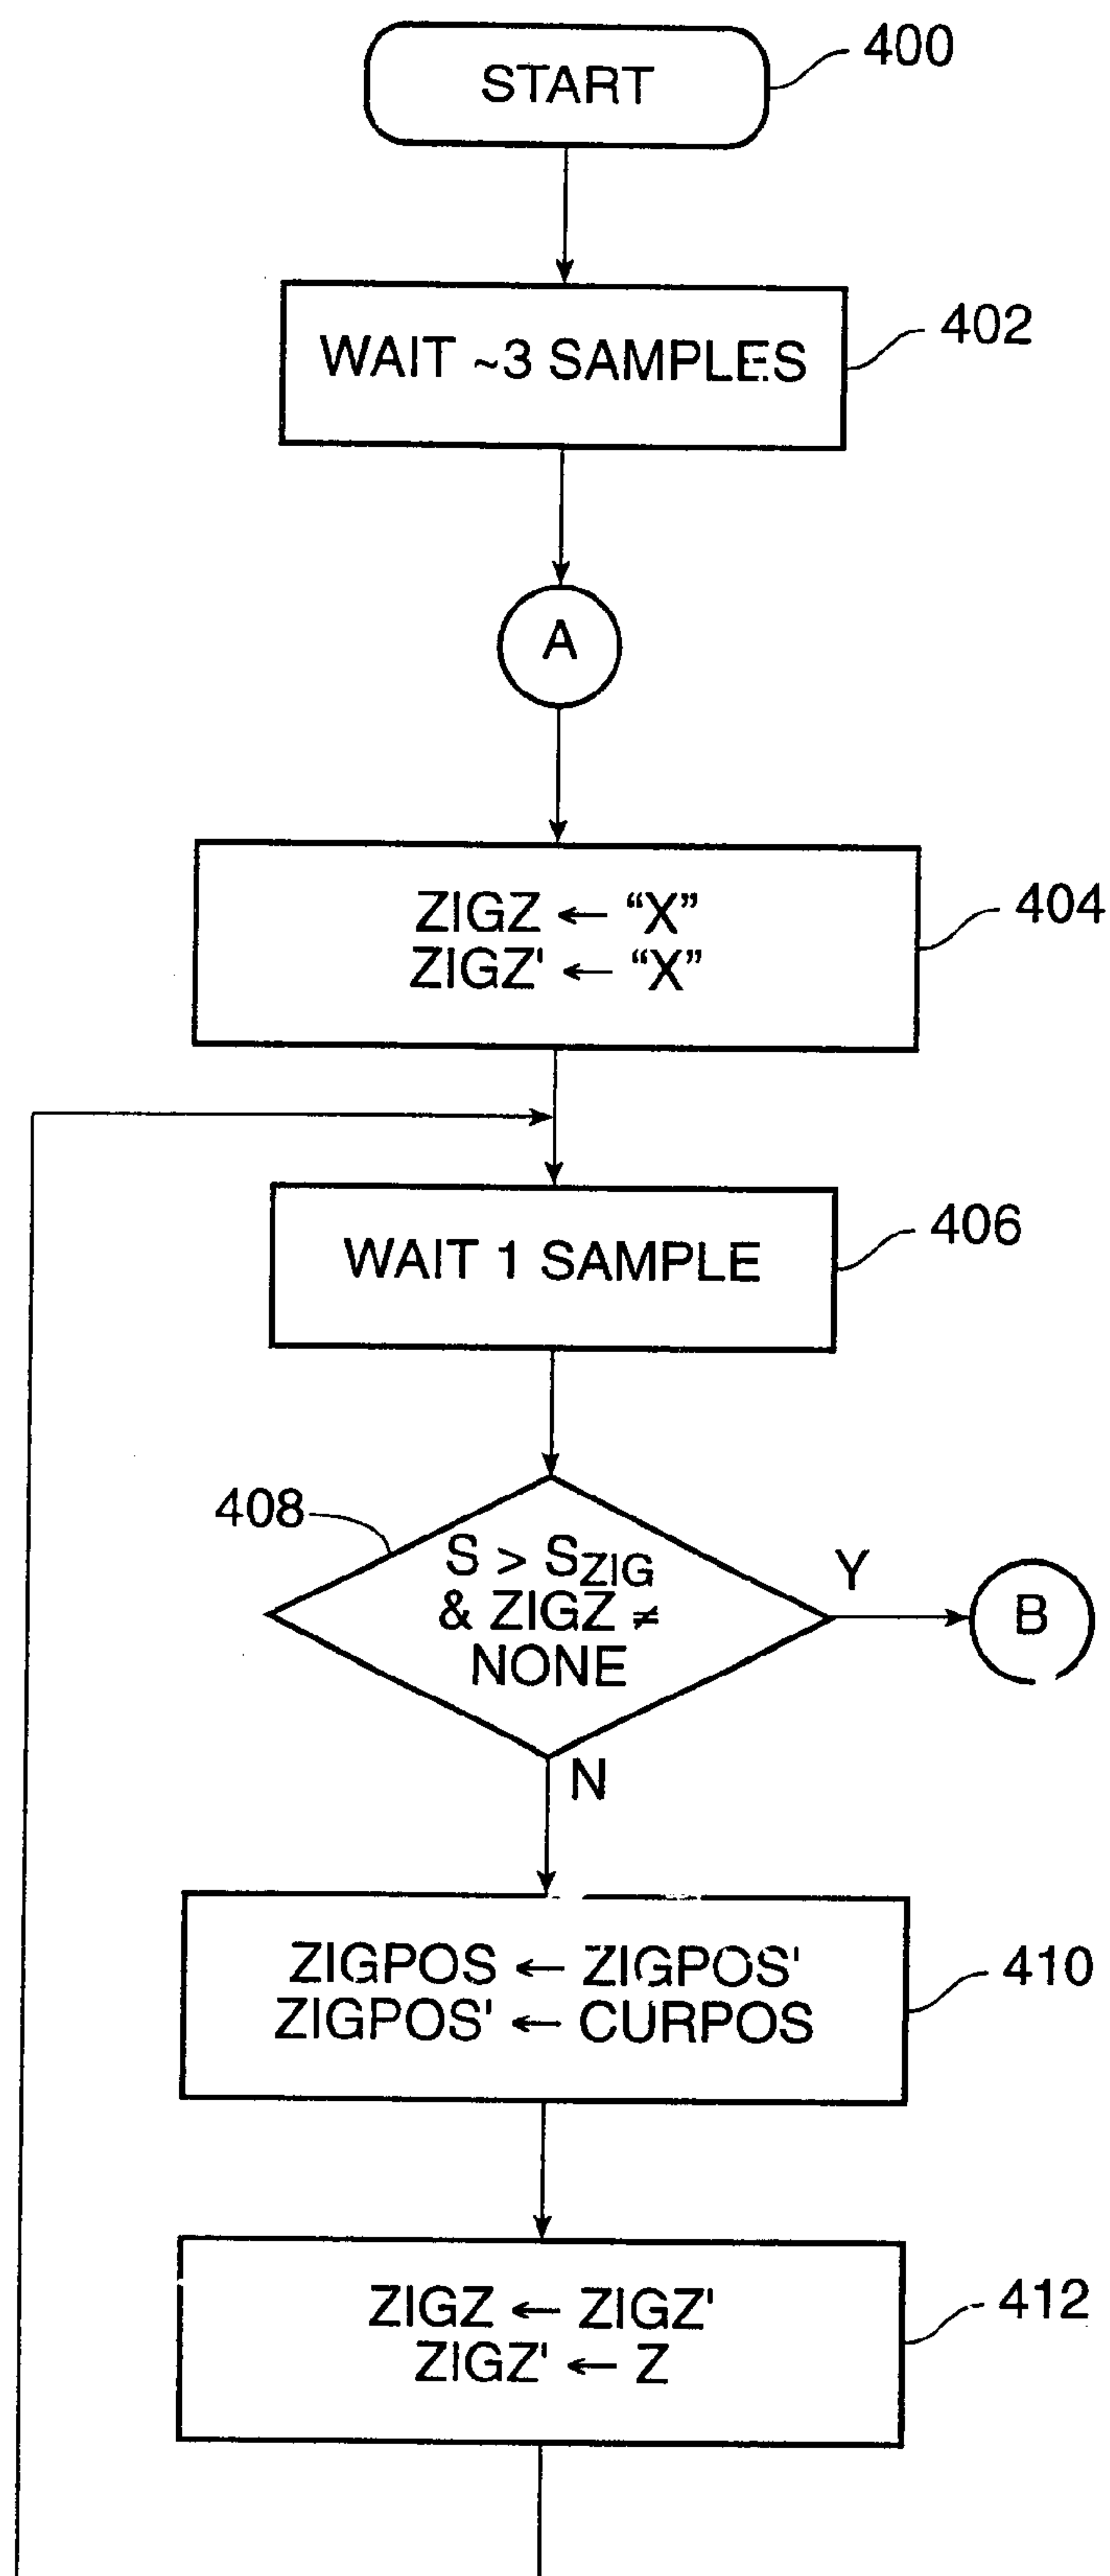 START
400
WAIT ~3 SAMPLES
402
A
ZIGZ ← “X”
ZIGZ' ← “X”
404
WAIT 1 SAMPLE
406
408
S > SZIG
& ZIGZ ≠
NONE
Y
B
N
ZIGPOS ← ZIGPOS'
ZIGPOS' ← CURPOS
410
ZIGZ ← ZIGZ'
ZIGZ' ← Z
412